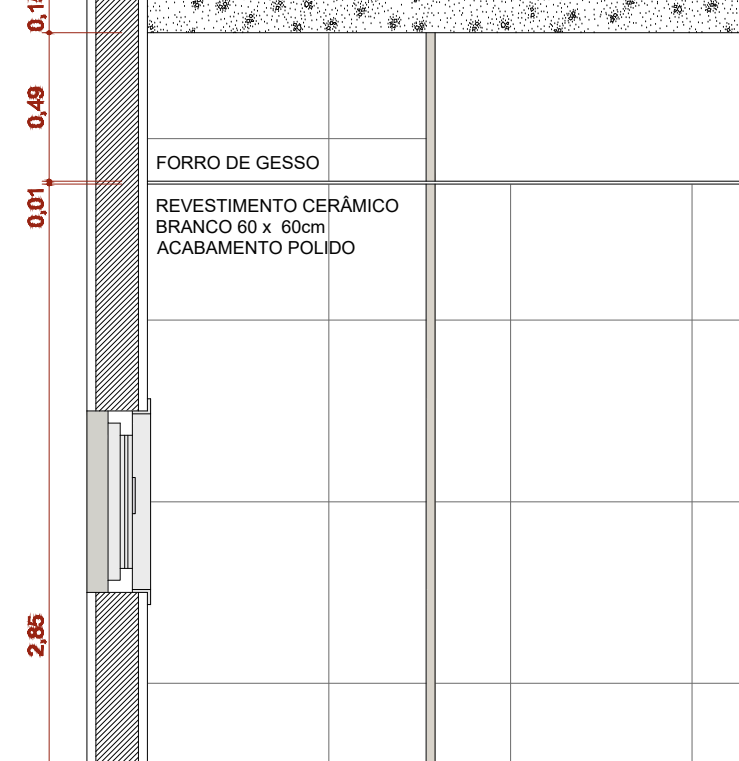 0,49
FORRO DE GESSO
0,01
REVESTIMENTO CERÂMICO
BRANCO 60 x 60cm
ACABAMENTO POLIDO
2,85